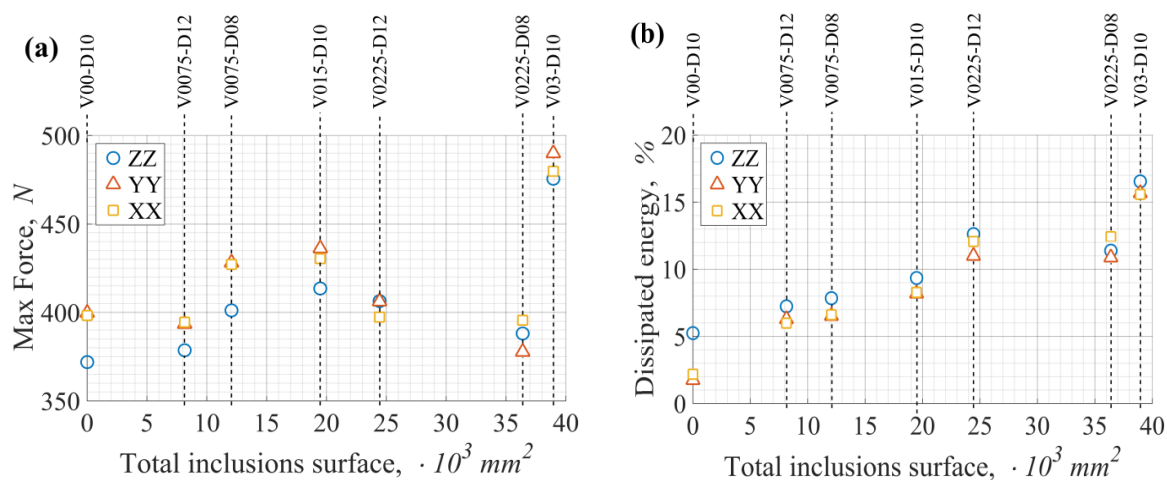 (a)
V00-D10
V0075-D12
V0075-D08
V015-D10
V0225-D12
V0225-D08
V03-D10
500
450
400
350
Max Force, N
ZZ
YY
XX
0 5 10 15 20 25 30 35 40
Total inclusions surface, · 10³ mm²
(b)
V00-D10
V0075-D12
V0075-D08
V015-D10
V0225-D12
V0225-D08
V03-D10
20
15
10
5
0
Dissipated energy, %
ZZ
YY
XX
0 5 10 15 20 25 30 35 40
Total inclusions surface, · 10³ mm²